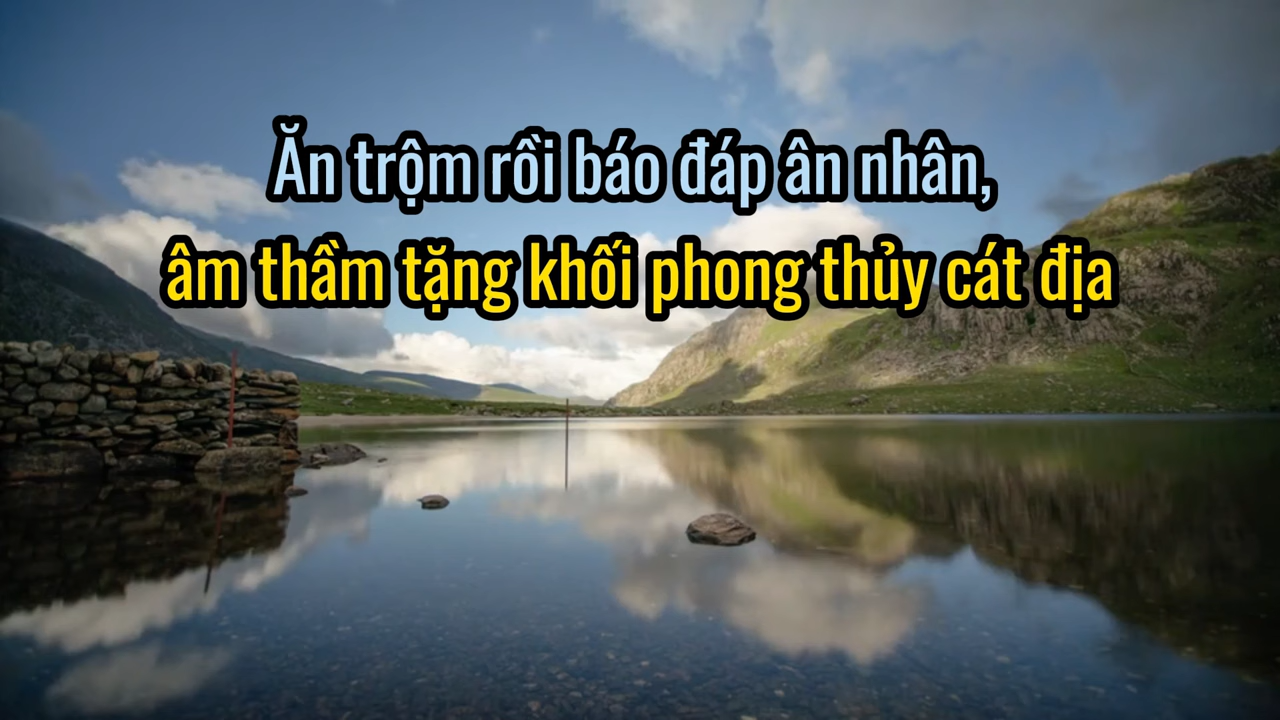 Ăn trộm rồi báo đáp ân nhân,
âm thầm tặng khối phong thủy cát địa